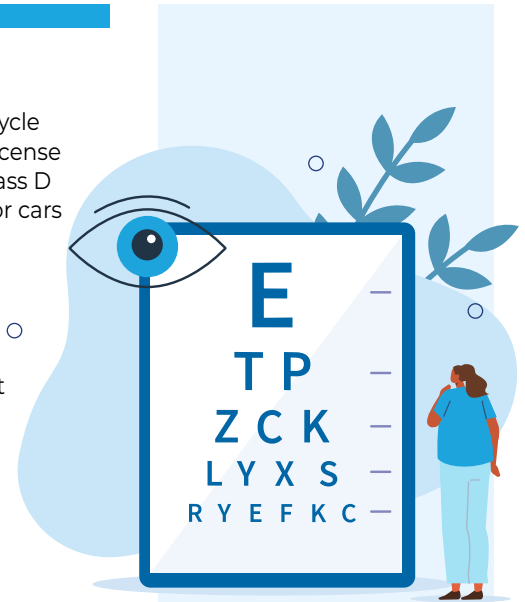 ycle
cense
ass D
or cars
t
E
T P
Z C K
L Y X S
R Y E F K C